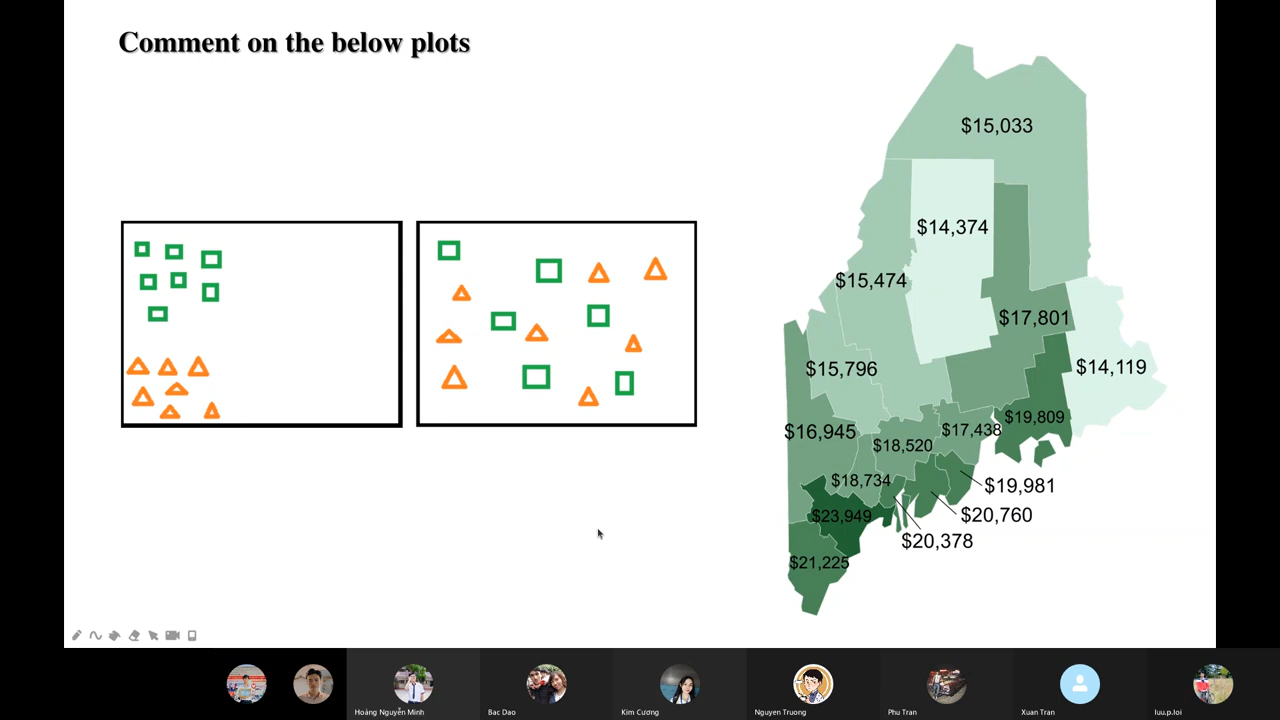 Comment on the below plots
$15,033
$14,374
$15,474
$17,801
$15,796
$14,119
$19,809
$16,945
$17,438
$18,520
$18,734
$19,981
$23,949
$20,760
$20,378
$21,225
Hoàng Nguyễn Minh
Bac Dao
Kim Cương
Nguyen Truong
Phu Tran
Xuan Tran
luu.p.loi